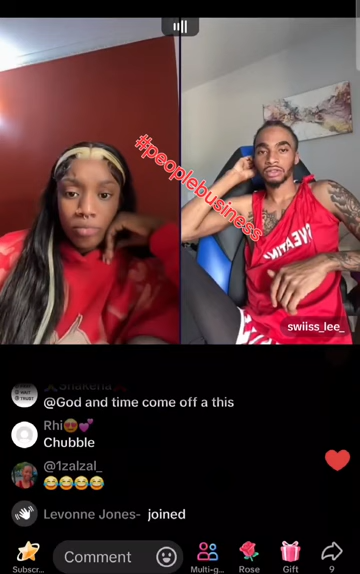 #peoplebusiness
swiiss_lee_
@God and time come off a this
Rhi😍💕
Chubble
@1zalzal_
😂😂😂😂
Levonne Jones- joined
Subscr...
Comment
Multi-g...
Rose
Gift
9